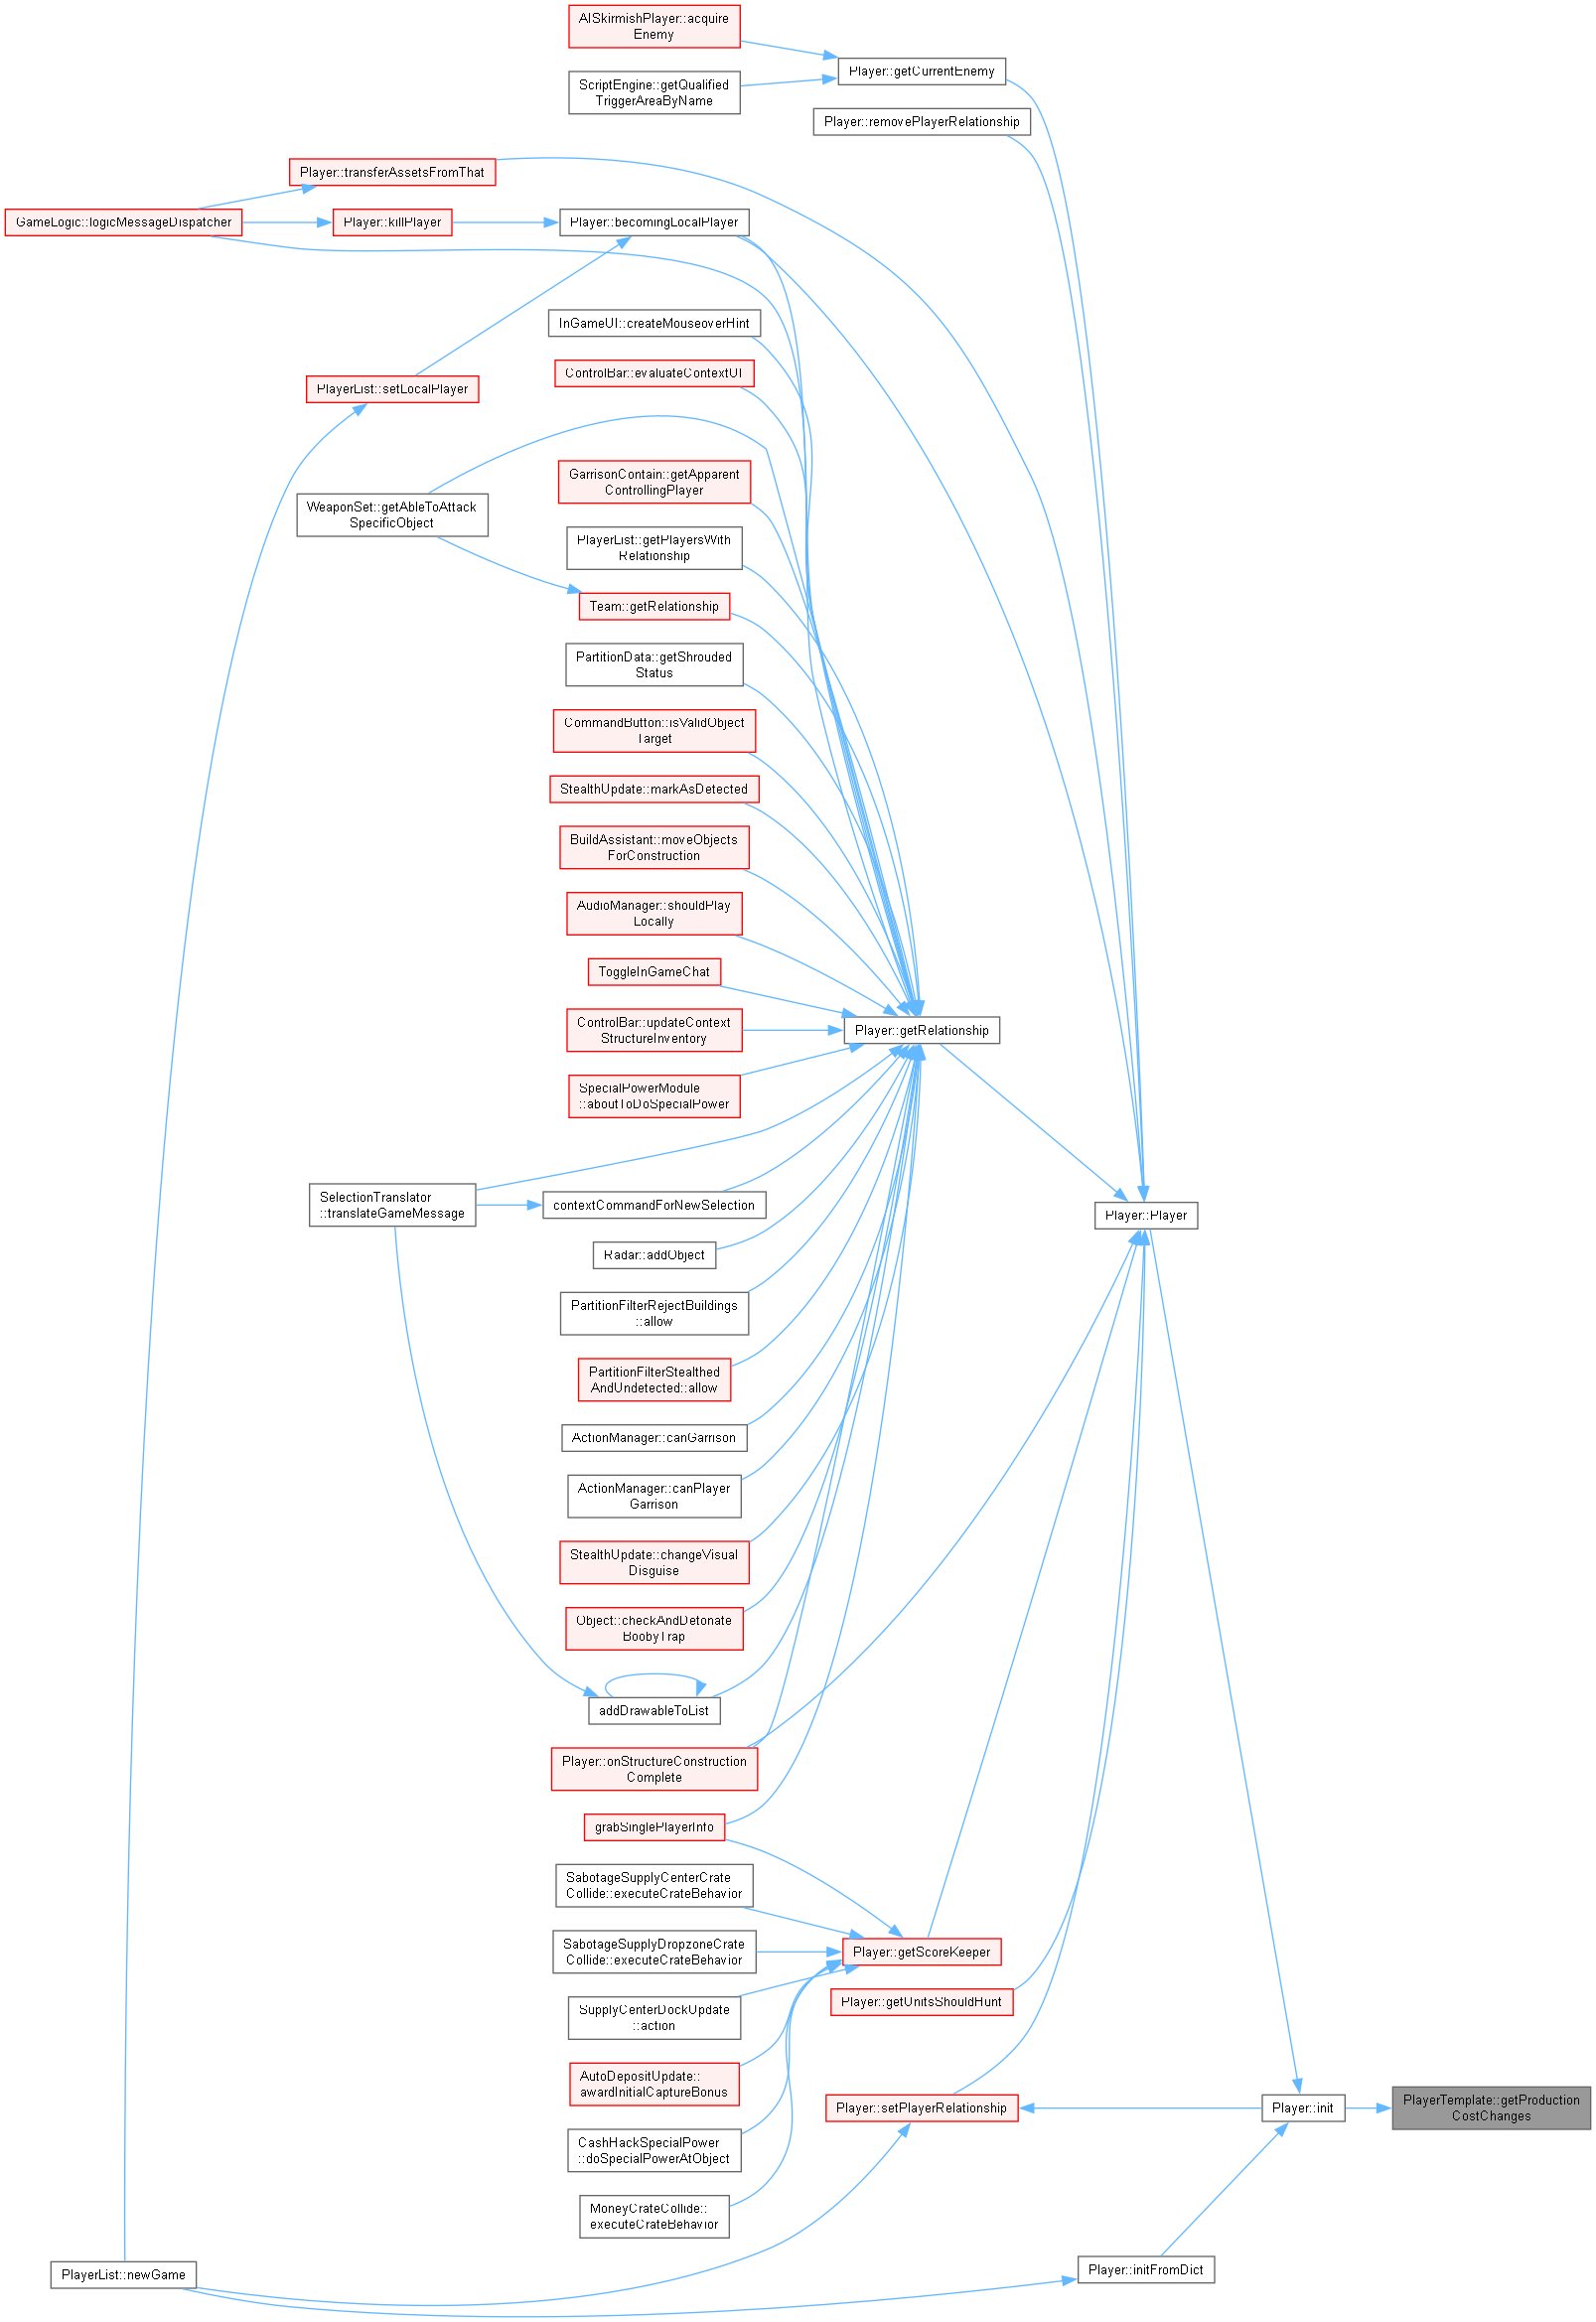 AISkirmishPlayer::acquire
Enemy
Player::getCurrentEnemy
ScriptEngine::getQualified
TriggerAreaByName
Player::removePlayerRelationship
Player::transferAssetsFromThat
GameLogic::logicMessageDispatcher
Player::killPlayer
Player::becomingLocalPlayer
InGameUI::createMouseoverHint
ControlBar::evaluateContextUI
PlayerList::setLocalPlayer
GarrisonContain::getApparent
ControllingPlayer
WeaponSet::getAbleToAttack
SpecificObject
PlayerList::getPlayersWith
Relationship
Team::getRelationship
PartitionData::getShrouded
Status
CommandButton::isValidObject
Target
StealthUpdate::markAsDetected
BuildAssistant::moveObjects
ForConstruction
AudioManager::shouldPlay
Locally
ToggleInGameChat
ControlBar::updateContext
StructureInventory
Player::getRelationship
SpecialPowerModule
::aboutToDoSpecialPower
SelectionTranslator
::translateGameMessage
contextCommandForNewSelection
Player::Player
Radar::addObject
PartitionFilterRejectBuildings
::allow
PartitionFilterStealthed
AndUndetected::allow
ActionManager::canGarrison
ActionManager::canPlayer
Garrison
StealthUpdate::changeVisual
Disguise
Object::checkAndDetonate
BoobyTrap
addDrawableToList
Player::onStructureConstruction
Complete
grabSinglePlayerInfo
SabotageSupplyCenterCrate
Collide::executeCrateBehavior
SabotageSupplyDropzoneCrate
Collide::executeCrateBehavior
Player::getScoreKeeper
SupplyCenterDockUpdate
::action
Player::getUnitsShouldHunt
AutoDepositUpdate::
awardInitialCaptureBonus
Player::setPlayerRelationship
Player::init
PlayerTemplate::getProduction
CostChanges
CashHackSpecialPower
::doSpecialPowerAtObject
MoneyCrateCollide::
executeCrateBehavior
PlayerList::newGame
Player::initFromDict